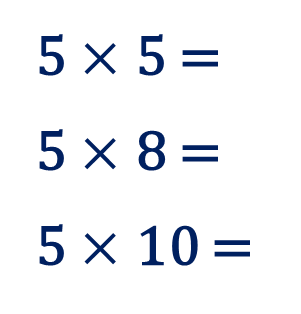 5 × 5 =
5 × 8 =
5 × 10 =